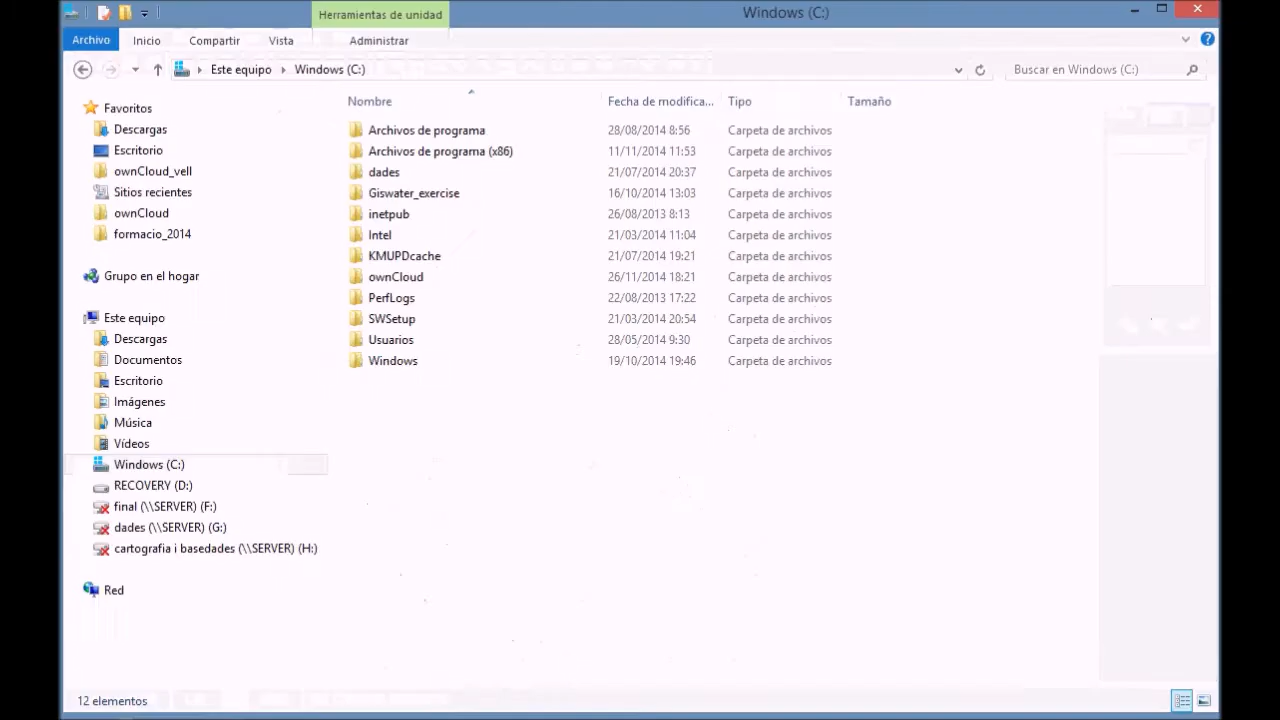 Herramientas de unidad
Windows (C:)
Archivo Inicio Compartir Vista Administrar
Este equipo Windows (C:) Buscar en Windows (C:)
Nombre Fecha de modifica... Tipo Tamaño
Favoritos
Descargas
Escritorio
ownCloud_vell
Sitios recientes
ownCloud
formacio_2014
Grupo en el hogar
Este equipo
Descargas
Documentos
Escritorio
Imágenes
Música
Vídeos
Windows (C:)
RECOVERY (D:)
final (\\SERVER) (F:)
dades (\\SERVER) (G:)
cartografia i basedades (\\SERVER) (H:)
Red
Archivos de programa 28/08/2014 8:56 Carpeta de archivos
Archivos de programa (x86) 11/11/2014 11:53 Carpeta de archivos
dades 21/07/2014 20:37 Carpeta de archivos
Giswater_exercise 16/10/2014 13:03 Carpeta de archivos
inetpub 26/08/2013 8:13 Carpeta de archivos
Intel 21/03/2014 11:04 Carpeta de archivos
KMUPDcache 21/07/2014 19:21 Carpeta de archivos
ownCloud 26/11/2014 18:21 Carpeta de archivos
PerfLogs 22/08/2013 17:22 Carpeta de archivos
SWSetup 21/03/2014 20:54 Carpeta de archivos
Usuarios 28/05/2014 9:30 Carpeta de archivos
Windows 19/10/2014 19:46 Carpeta de archivos
12 elementos